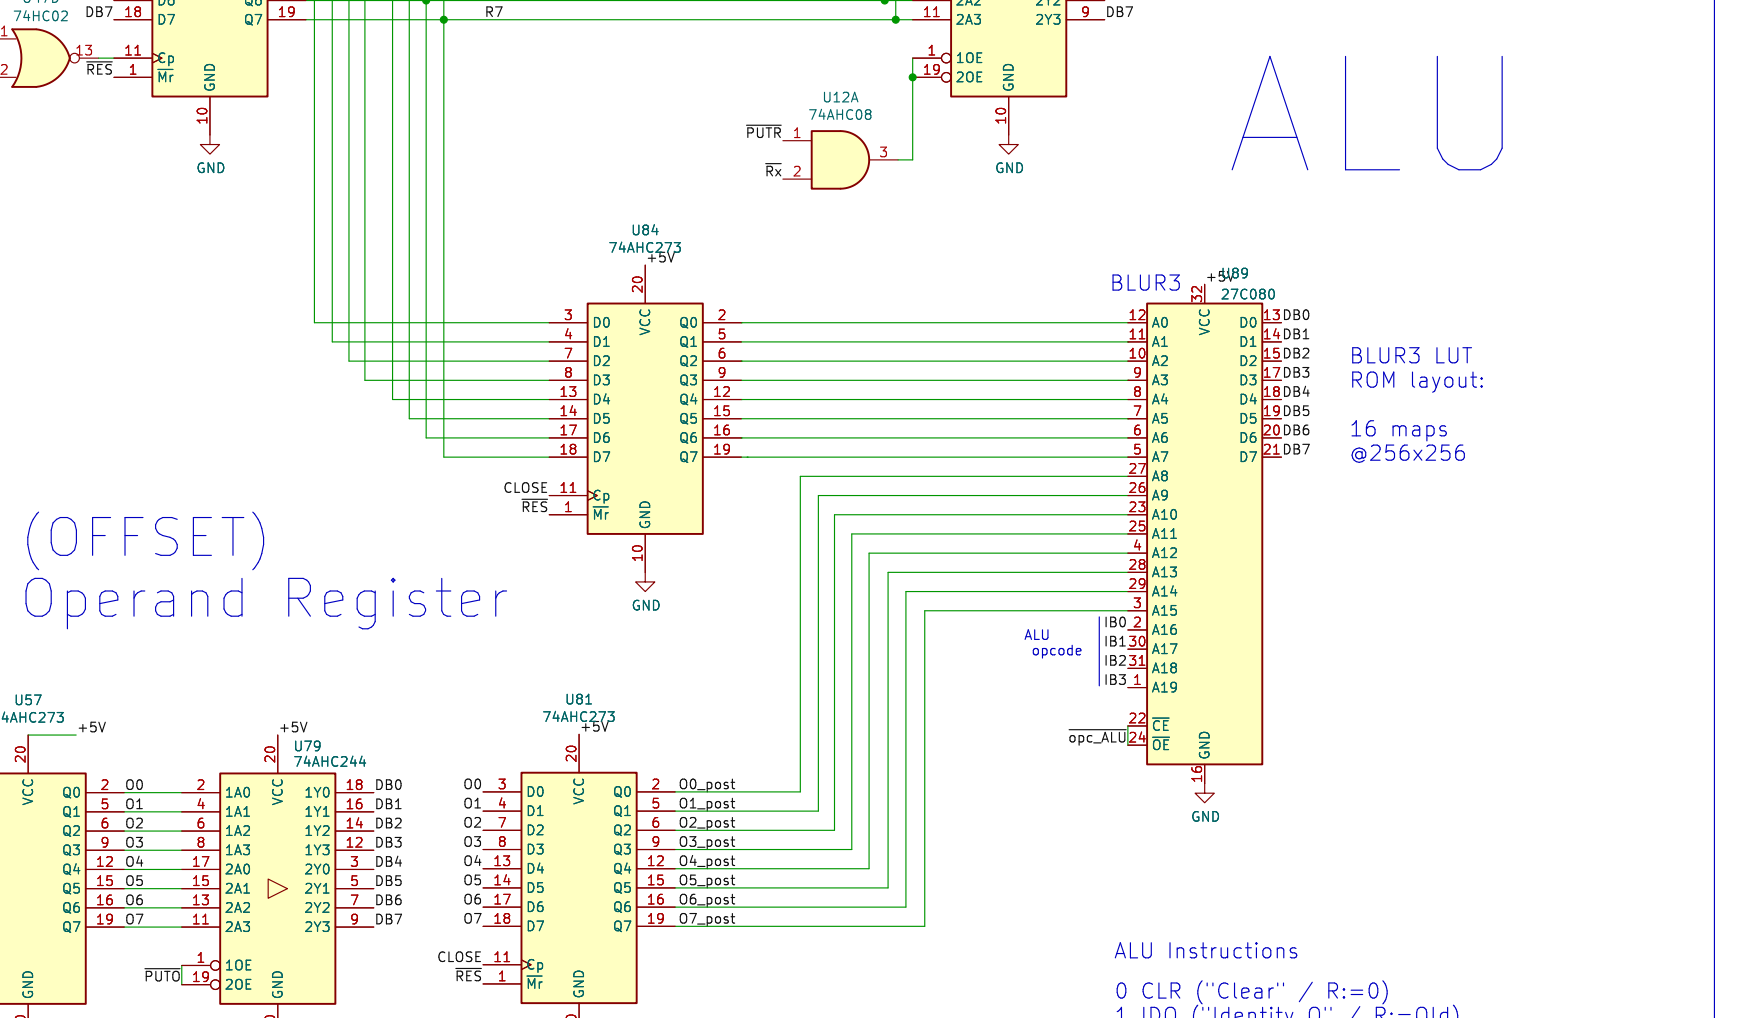 74HC02
DB7 18 D7 Q7 19
R7
11 2A3 2Y3 9 DB7
1
13 11 Cp
2
RES 1 Mr
GND
10
GND
1 1OE
19 2OE
GND
10
GND
U12A
74AHC08
PUTR 1
3
Rx 2
ALU
U84
74AHC273
+5V
20
VCC
3 D0 Q0 2
4 D1 Q1 5
7 D2 Q2 6
8 D3 Q3 9
13 D4 Q4 12
14 D5 Q5 15
17 D6 Q6 16
18 D7 Q7 19
CLOSE 11 Cp
RES 1 Mr
GND
10
GND
BLUR3
+5V
U89
27C080
32
VCC
12 A0 D0 13 DB0
11 A1 D1 14 DB1
10 A2 D2 15 DB2
9 A3 D3 17 DB3
8 A4 D4 18 DB4
7 A5 D5 19 DB5
6 A6 D6 20 DB6
5 A7 D7 21 DB7
27 A8
26 A9
23 A10
25 A11
4 A12
28 A13
29 A14
3 A15
IB0 2 A16
IB1 30 A17
IB2 31 A18
IB3 1 A19
ALU
opcode
22 CE
opc_ALU 24 OE
GND
16
GND
BLUR3 LUT
ROM layout:
16 maps
@256x256
(OFFSET)
Operand Register
U57
4AHC273
+5V
20
VCC
Q0 2 O0
Q1 5 O1
Q2 6 O2
Q3 9 O3
Q4 12 O4
Q5 15 O5
Q6 16 O6
Q7 19 O7
GND
+5V
U79
74AHC244
20
VCC
2 1A0 1Y0 18 DB0
4 1A1 1Y1 16 DB1
6 1A2 1Y2 14 DB2
8 1A3 1Y3 12 DB3
17 2A0 2Y0 3 DB4
15 2A1 2Y1 5 DB5
13 2A2 2Y2 7 DB6
11 2A3 2Y3 9 DB7
1 1OE
PUTO 19 2OE
GND
U81
74AHC273
+5V
20
VCC
O0 3 D0 Q0 2 O0_post
O1 4 D1 Q1 5 O1_post
O2 7 D2 Q2 6 O2_post
O3 8 D3 Q3 9 O3_post
O4 13 D4 Q4 12 O4_post
O5 14 D5 Q5 15 O5_post
O6 17 D6 Q6 16 O6_post
O7 18 D7 Q7 19 O7_post
CLOSE 11 Cp
RES 1 Mr
GND
ALU Instructions
0 CLR ("Clear" / R:=0)